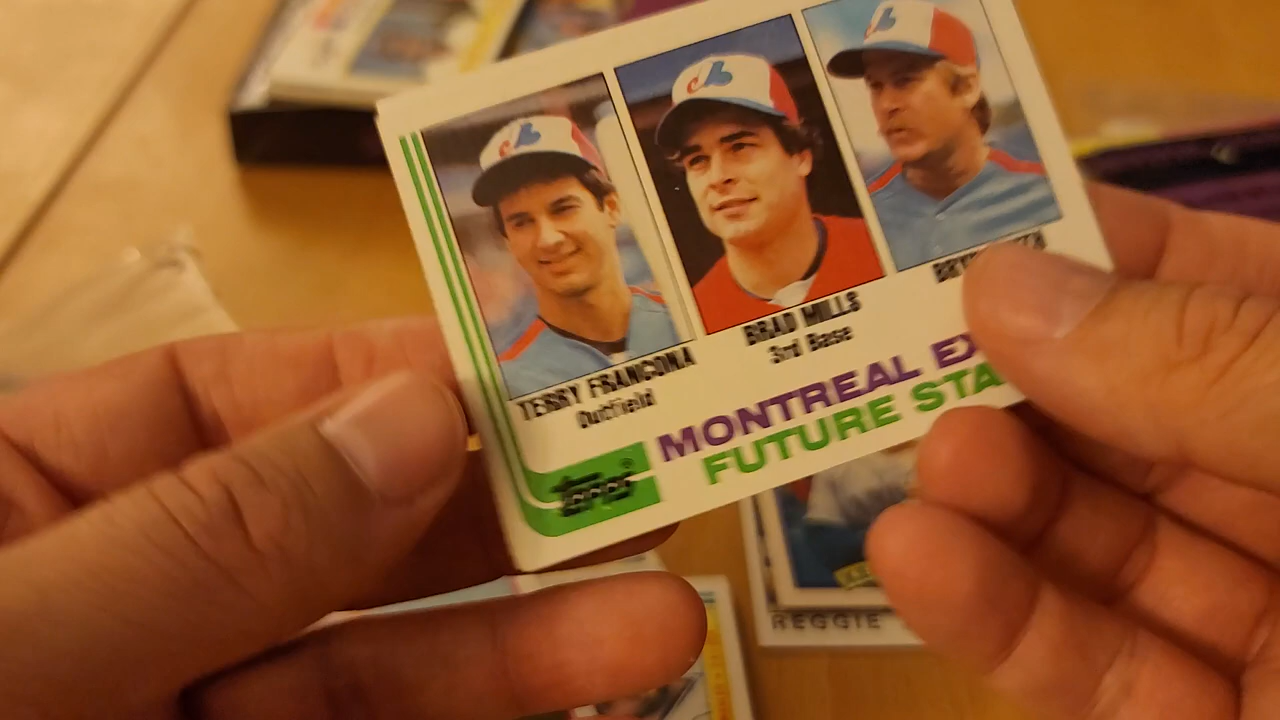 TERRY FRANCONA
Outfield
BRAD MILLS
3rd Base
MONTREAL EX
FUTURE STA
Topps
REGGIE